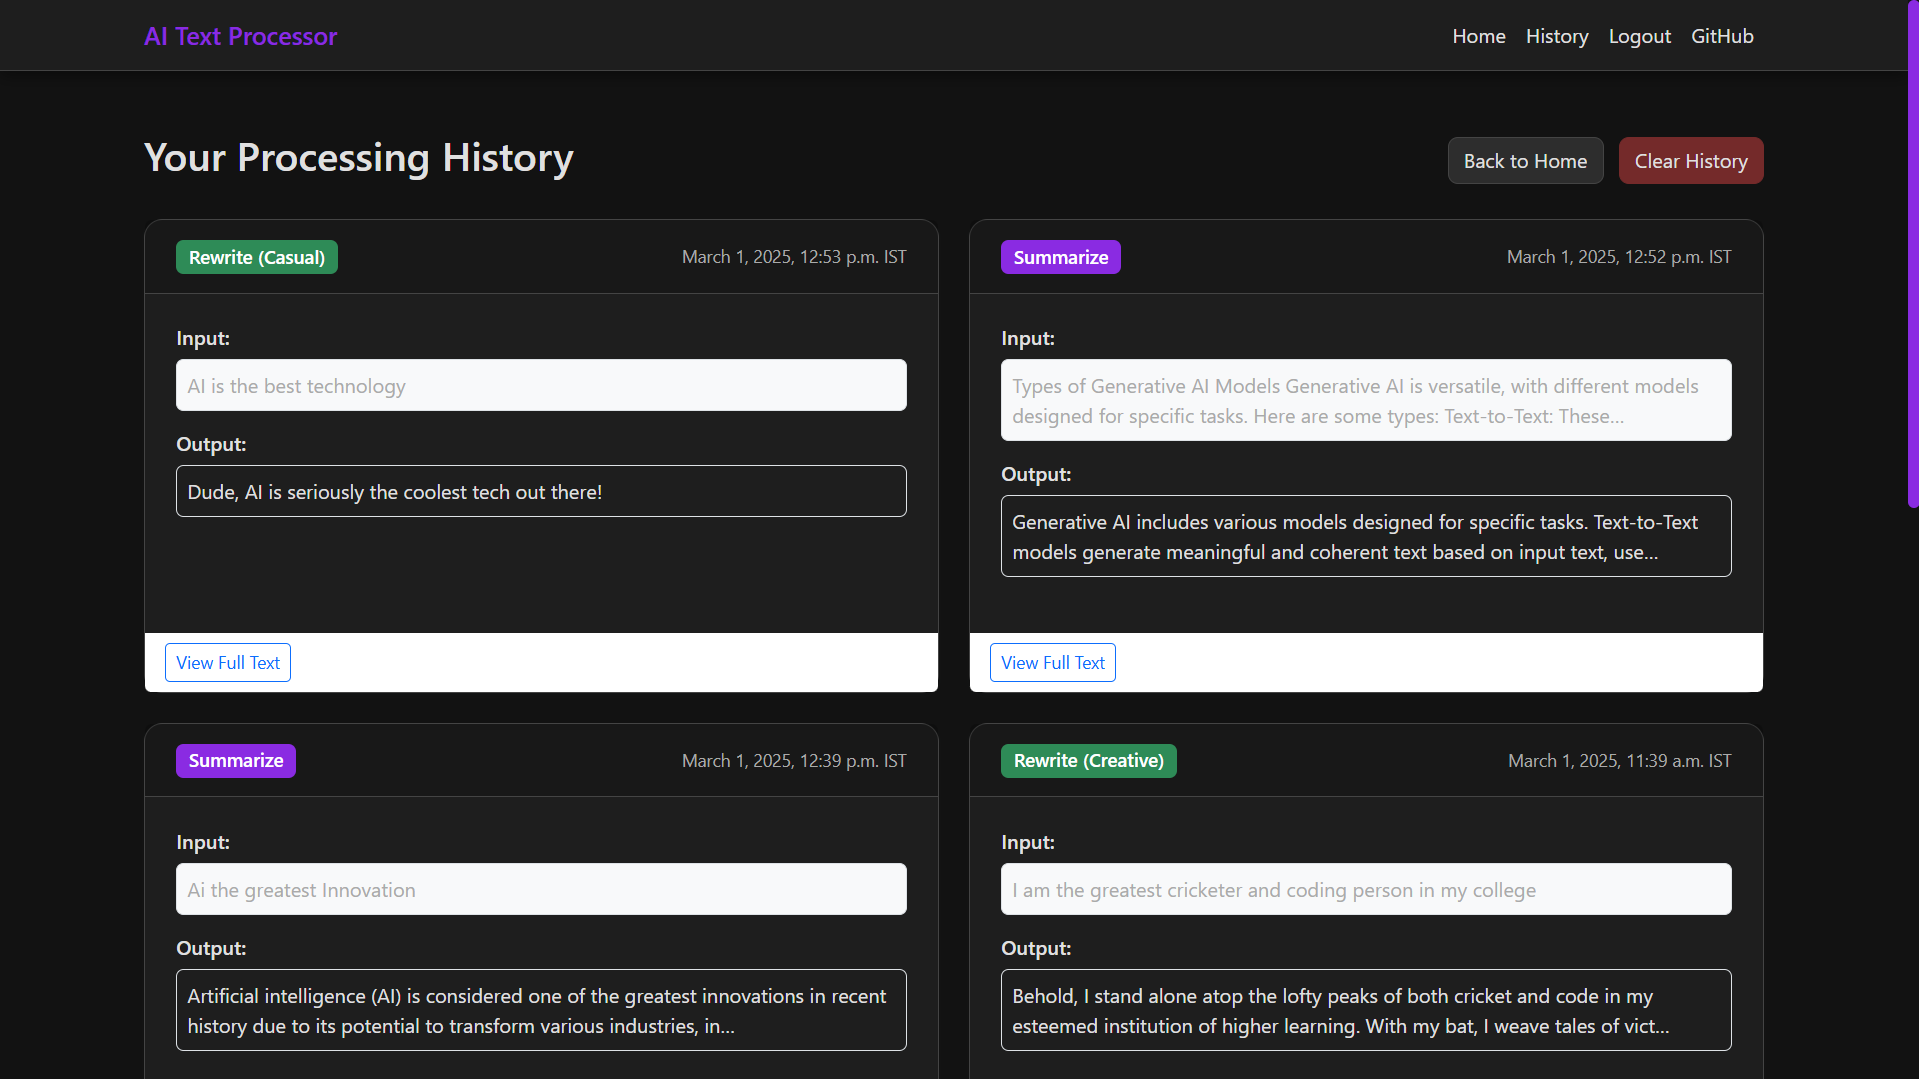 AI Text Processor
Home History Logout GitHub
Your Processing History
Back to Home
Clear History
Rewrite (Casual)
March 1, 2025, 12:53 p.m. IST
Input:
AI is the best technology
Output:
Dude, AI is seriously the coolest tech out there!
View Full Text
Summarize
March 1, 2025, 12:52 p.m. IST
Input:
Types of Generative AI Models Generative AI is versatile, with different models
designed for specific tasks. Here are some types: Text-to-Text: These...
Output:
Generative AI includes various models designed for specific tasks. Text-to-Text
models generate meaningful and coherent text based on input text, use...
View Full Text
Summarize
March 1, 2025, 12:39 p.m. IST
Input:
Ai the greatest Innovation
Output:
Artificial intelligence (AI) is considered one of the greatest innovations in recent
history due to its potential to transform various industries, in...
Rewrite (Creative)
March 1, 2025, 11:39 a.m. IST
Input:
I am the greatest cricketer and coding person in my college
Output:
Behold, I stand alone atop the lofty peaks of both cricket and code in my
esteemed institution of higher learning. With my bat, I weave tales of vict...